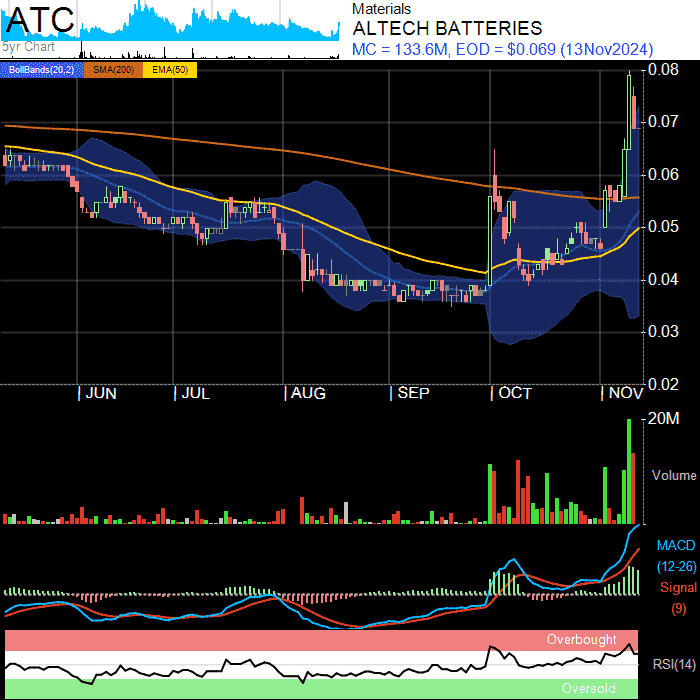 ATC
5yr Chart
Materials
ALTECH BATTERIES
MC = 133.6M, EOD = $0.069 (13Nov2024)
BollBands(20,2) SMA(200) EMA(50)
0.08
0.07
0.06
0.05
0.04
0.03
0.02
| JUN | JUL | AUG | SEP | OCT | NOV
20M
Volume
MACD
(12-26)
Signal
(9)
Overbought
RSI(14)
Oversold